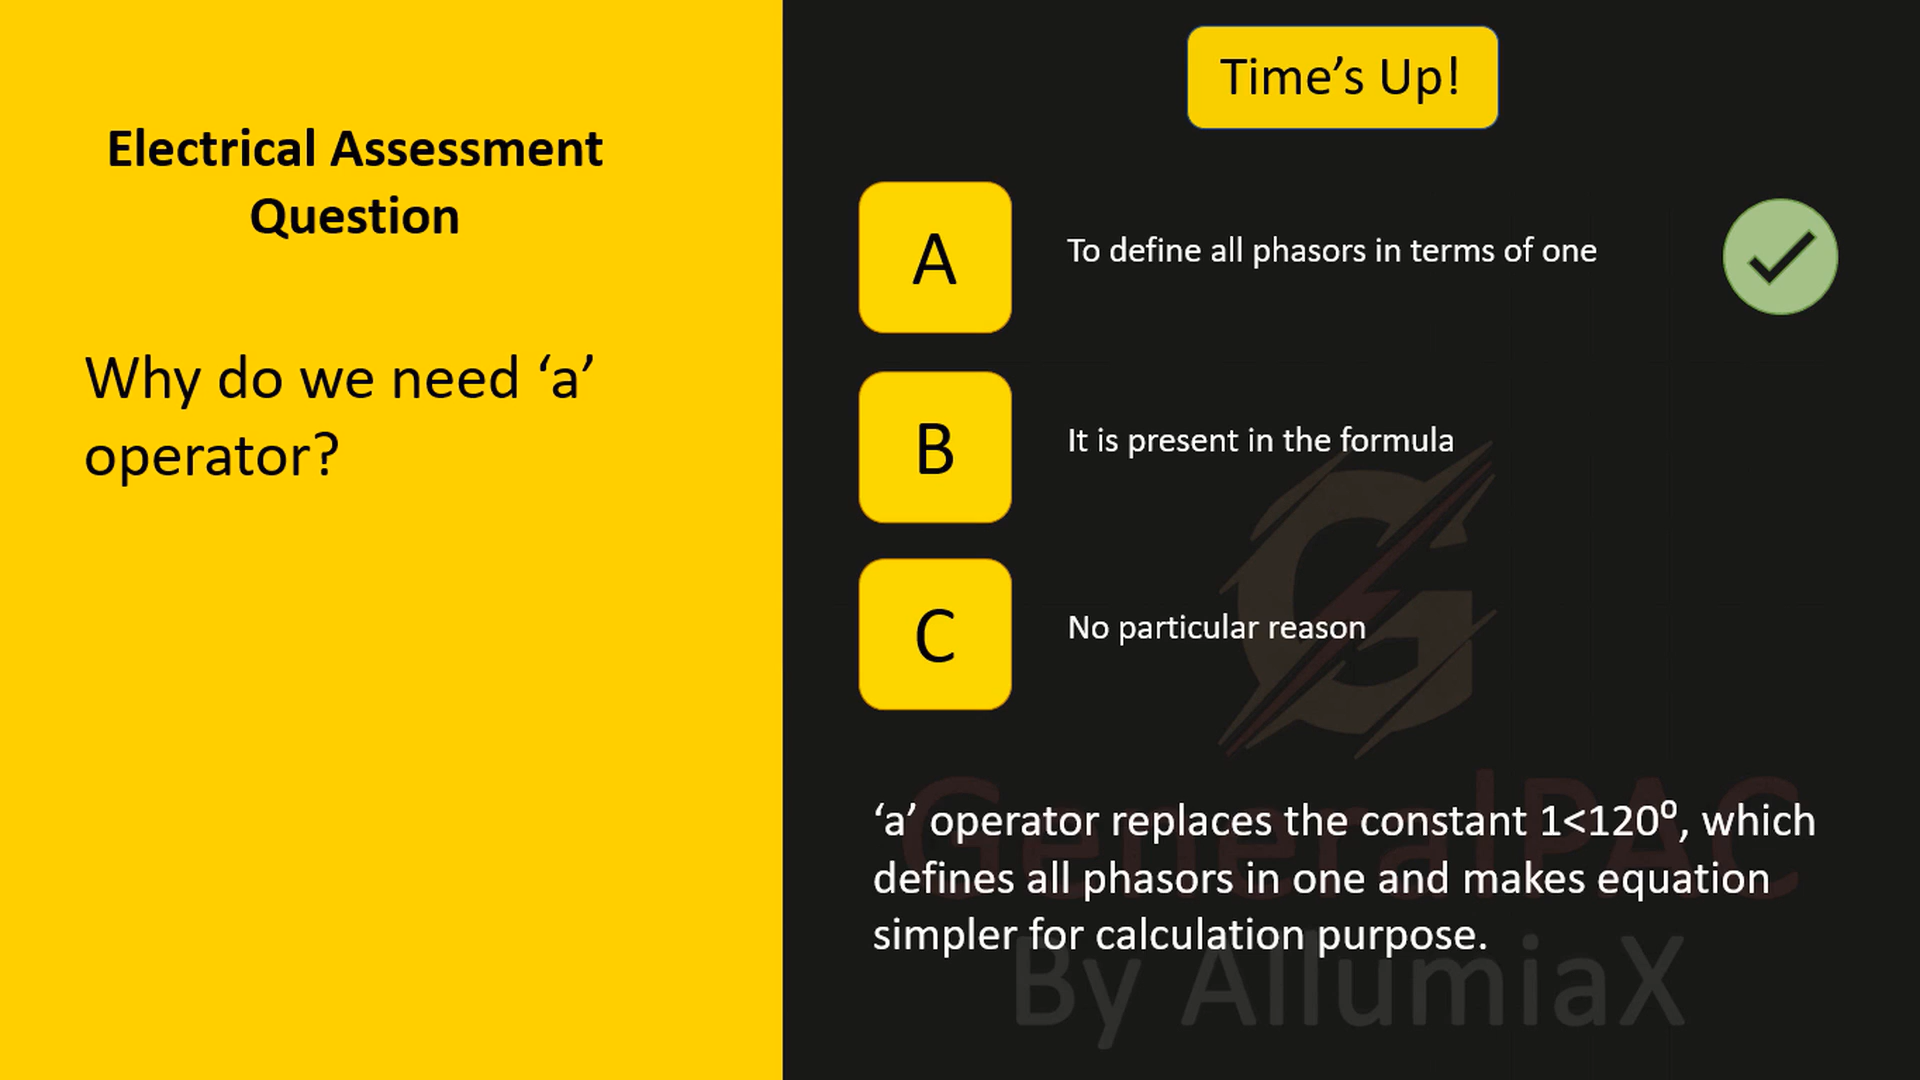 Electrical Assessment
Question
Why do we need ‘a’
operator?
Time’s Up!
A
To define all phasors in terms of one
B
It is present in the formula
C
No particular reason
‘a’ operator replaces the constant 1<120⁰, which
defines all phasors in one and makes equation
simpler for calculation purpose.
GeneralPAC
By AllumiaX